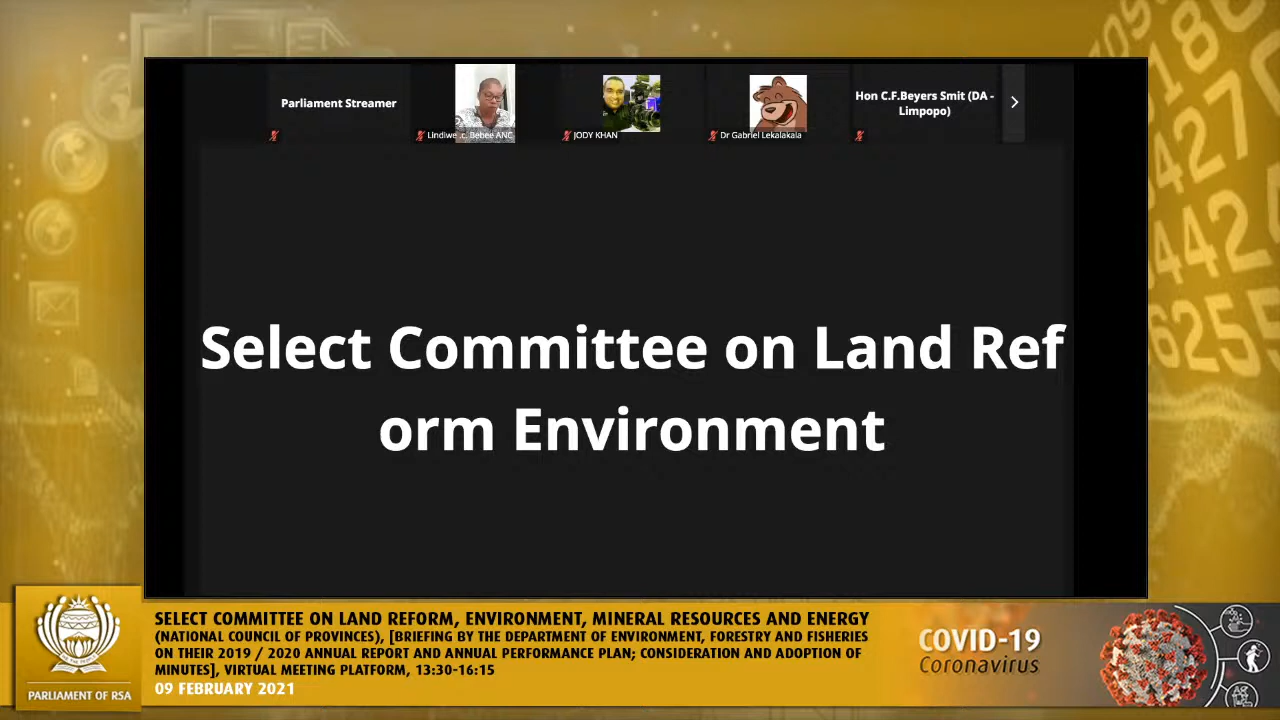 Parliament Streamer
Lindiwe .c. Bebee ANC
JODY KHAN
Dr Gabriel Lekalakala
Hon C.F.Beyers Smit (DA -
Limpopo)
Select Committee on Land Ref
orm Environment
SELECT COMMITTEE ON LAND REFORM, ENVIRONMENT, MINERAL RESOURCES AND ENERGY
(NATIONAL COUNCIL OF PROVINCES), [BRIEFING BY THE DEPARTMENT OF ENVIRONMENT, FORESTRY AND FISHERIES
ON THEIR 2019 / 2020 ANNUAL REPORT AND ANNUAL PERFORMANCE PLAN; CONSIDERATION AND ADOPTION OF
MINUTES], VIRTUAL MEETING PLATFORM, 13:30-16:15
09 FEBRUARY 2021
PARLIAMENT OF RSA
COVID-19
Coronavirus